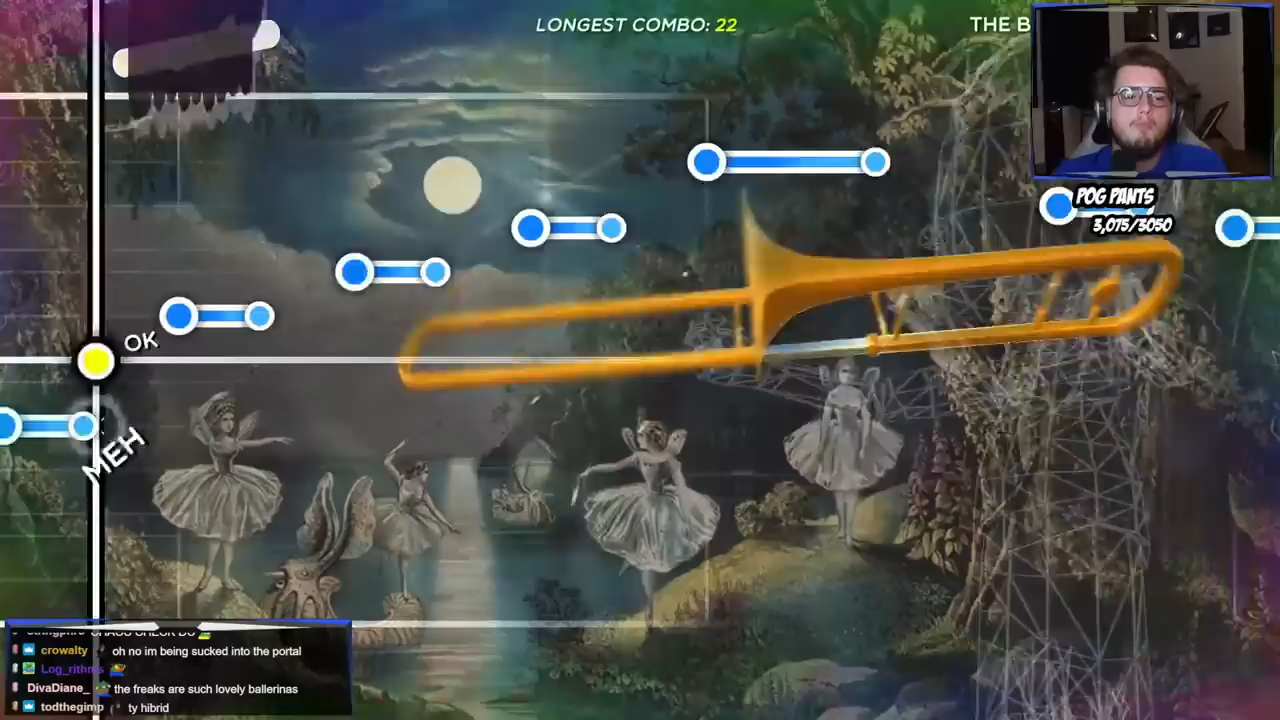 LONGEST COMBO: 22
THE B
POG PANTS
3,075/3050
OK
MEH
crowalty oh no im being sucked into the portal
Log_rithms
DivaDiane_ the freaks are such lovely ballerinas
todthegimp ty hibrid